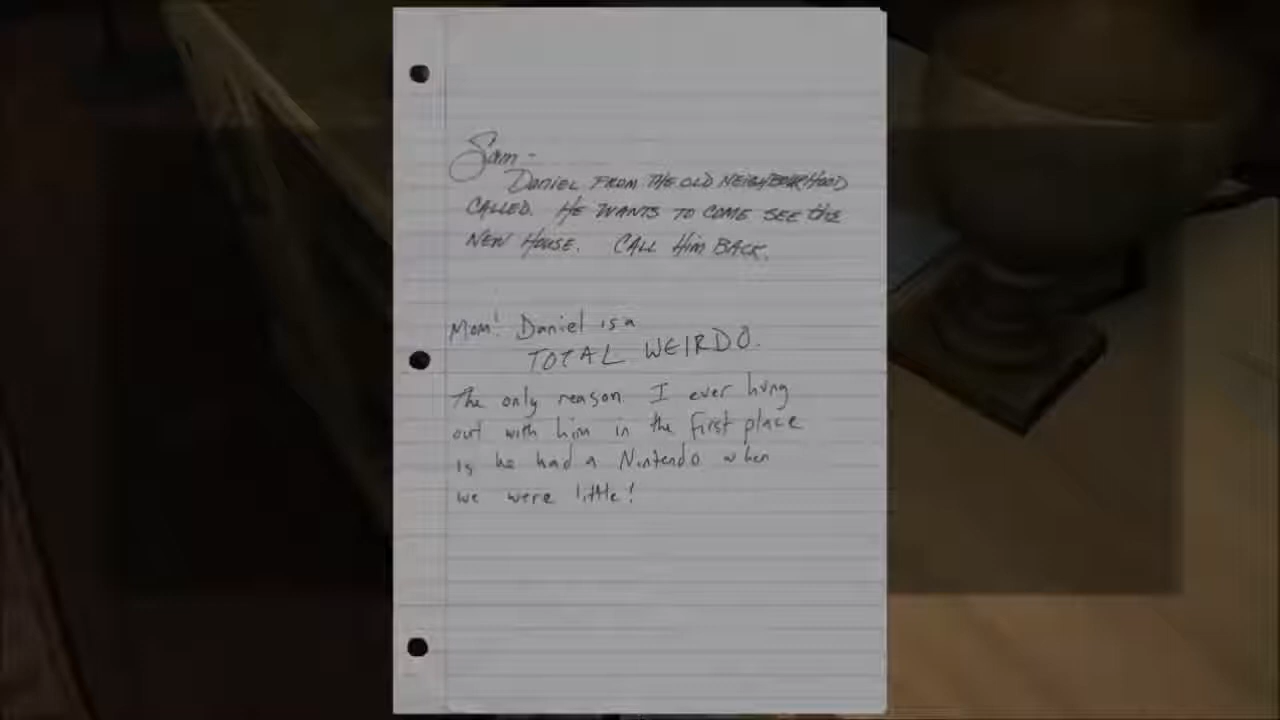 Sam-
DANIEL FROM THE OLD NEIGHBOURHOOD
CALLED. HE WANTS TO COME SEE the
NEW HOUSE. CALL HIM BACK.
Mom! Daniel is a
TOTAL WEIRDO.
The only reason I ever hung
out with him in the first place
is he had a Nintendo when
we were little!